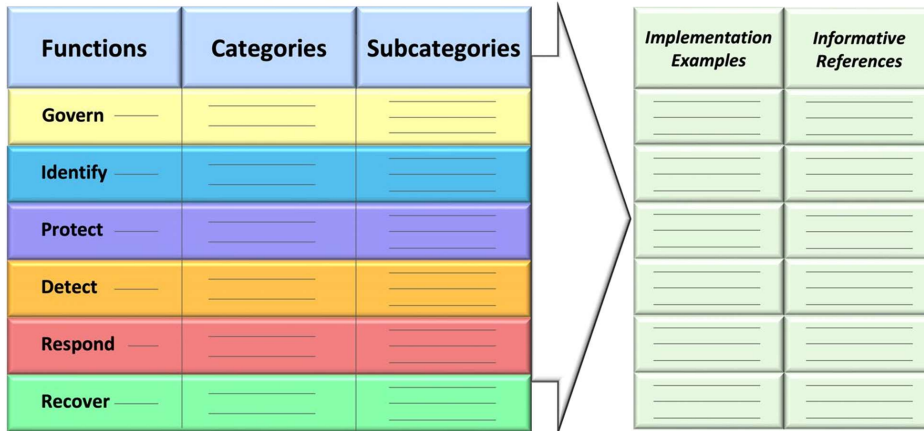 Functions
Categories
Subcategories
Implementation
Examples
Informative
References
Govern
Identify
Protect
Detect
Respond
Recover